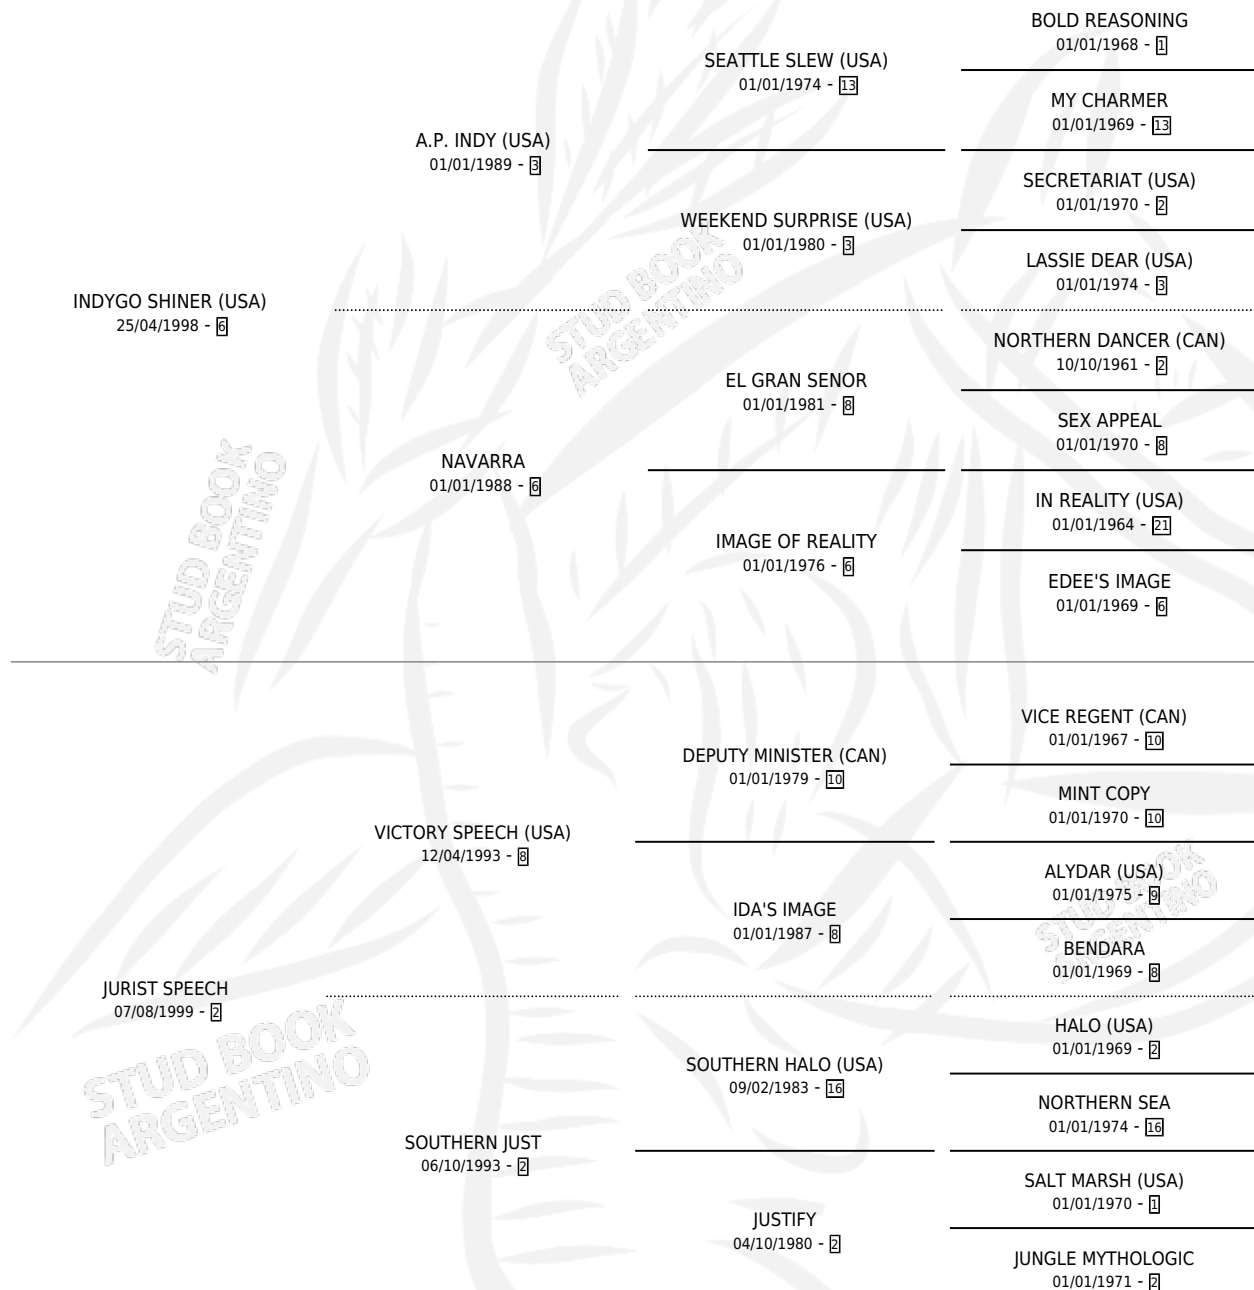 BOLD REASONING
01/01/1968 - 1
SEATTLE SLEW (USA)
01/01/1974 - 13
MY CHARMER
01/01/1969 - 13
A.P. INDY (USA)
01/01/1989 - 3
SECRETARIAT (USA)
01/01/1970 - 2
WEEKEND SURPRISE (USA)
01/01/1980 - 3
LASSIE DEAR (USA)
01/01/1974 - 3
INDYGO SHINER (USA)
25/04/1998 - 6
NORTHERN DANCER (CAN)
10/10/1961 - 2
EL GRAN SENOR
01/01/1981 - 8
SEX APPEAL
01/01/1970 - 8
NAVARRA
01/01/1988 - 6
IN REALITY (USA)
01/01/1964 - 21
IMAGE OF REALITY
01/01/1976 - 6
EDEE'S IMAGE
01/01/1969 - 6
STUD BOOK
ARGENTINO
STUD BOOK
ARGENTINO
VICE REGENT (CAN)
01/01/1967 - 10
DEPUTY MINISTER (CAN)
01/01/1979 - 10
MINT COPY
01/01/1970 - 10
VICTORY SPEECH (USA)
12/04/1993 - 8
ALYDAR (USA)
01/01/1975 - 9
IDA'S IMAGE
01/01/1987 - 8
BENDARA
01/01/1969 - 8
STUD BOOK
ARGENTINO
JURIST SPEECH
07/08/1999 - 2
HALO (USA)
01/01/1969 - 2
SOUTHERN HALO (USA)
09/02/1983 - 16
NORTHERN SEA
01/01/1974 - 16
STUD BOOK
ARGENTINO
SOUTHERN JUST
06/10/1993 - 2
SALT MARSH (USA)
01/01/1970 - 1
JUSTIFY
04/10/1980 - 2
JUNGLE MYTHOLOGIC
01/01/1971 - 2